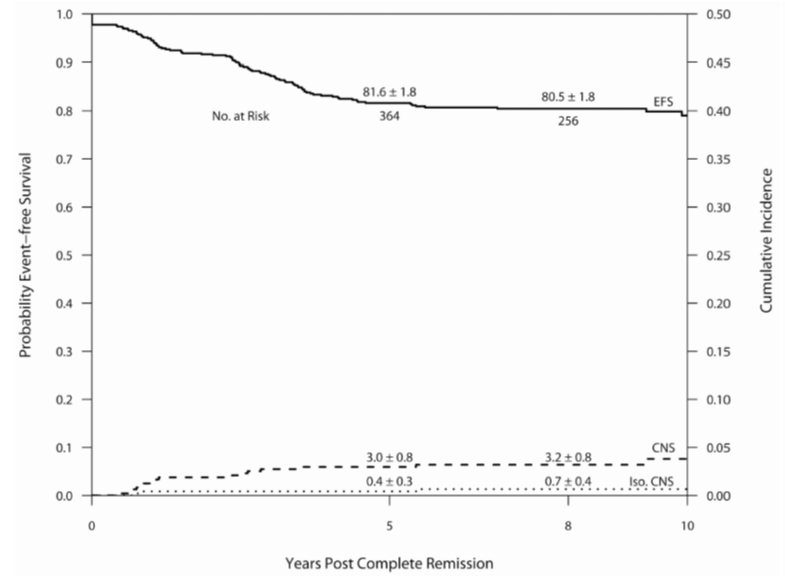 1.0
0.50
0.9
0.45
81.6 ± 1.8
80.5 ± 1.8
EFS
0.8
0.40
No. at Risk
364
256
0.7
0.35
0.6
0.30
0.5
0.25
0.4
0.20
0.3
0.15
0.2
0.10
0.1
0.05
CNS
3.0 ± 0.8
3.2 ± 0.8
0.4 ± 0.3
0.7 ± 0.4
Iso. CNS
0.0
0.00
0
5
8
10
Probability Event–free Survival
Cumulative Incidence
Years Post Complete Remission